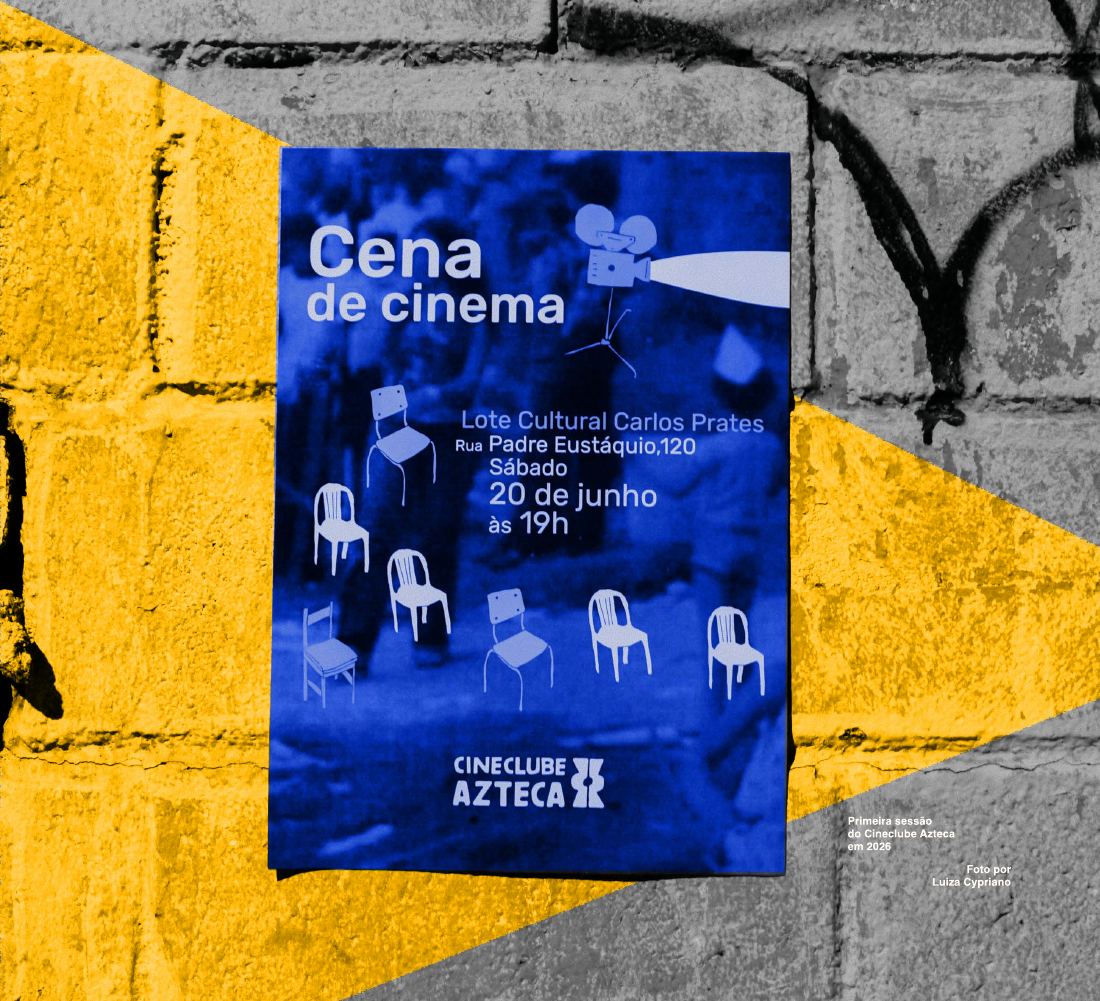 Cena
de cinema
Lote Cultural Carlos Prates
Rua Padre Eustáquio,120
Sábado
20 de junho
às 19h
CINECLUBE
AZTECA
Primeira sessão
do Cineclube Azteca
em 2026
Foto por
Luiza Cypriano